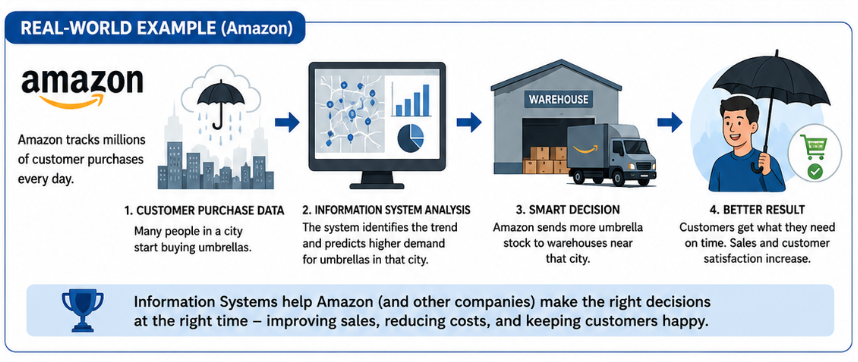 REAL-WORLD EXAMPLE (Amazon)
amazon
Amazon tracks millions
of customer purchases
every day.
1. CUSTOMER PURCHASE DATA
Many people in a city
start buying umbrellas.
2. INFORMATION SYSTEM ANALYSIS
The system identifies the trend
and predicts higher demand
for umbrellas in that city.
WAREHOUSE
3. SMART DECISION
Amazon sends more umbrella
stock to warehouses near
that city.
4. BETTER RESULT
Customers get what they need
on time. Sales and customer
satisfaction increase.
Information Systems help Amazon (and other companies) make the right decisions
at the right time – improving sales, reducing costs, and keeping customers happy.